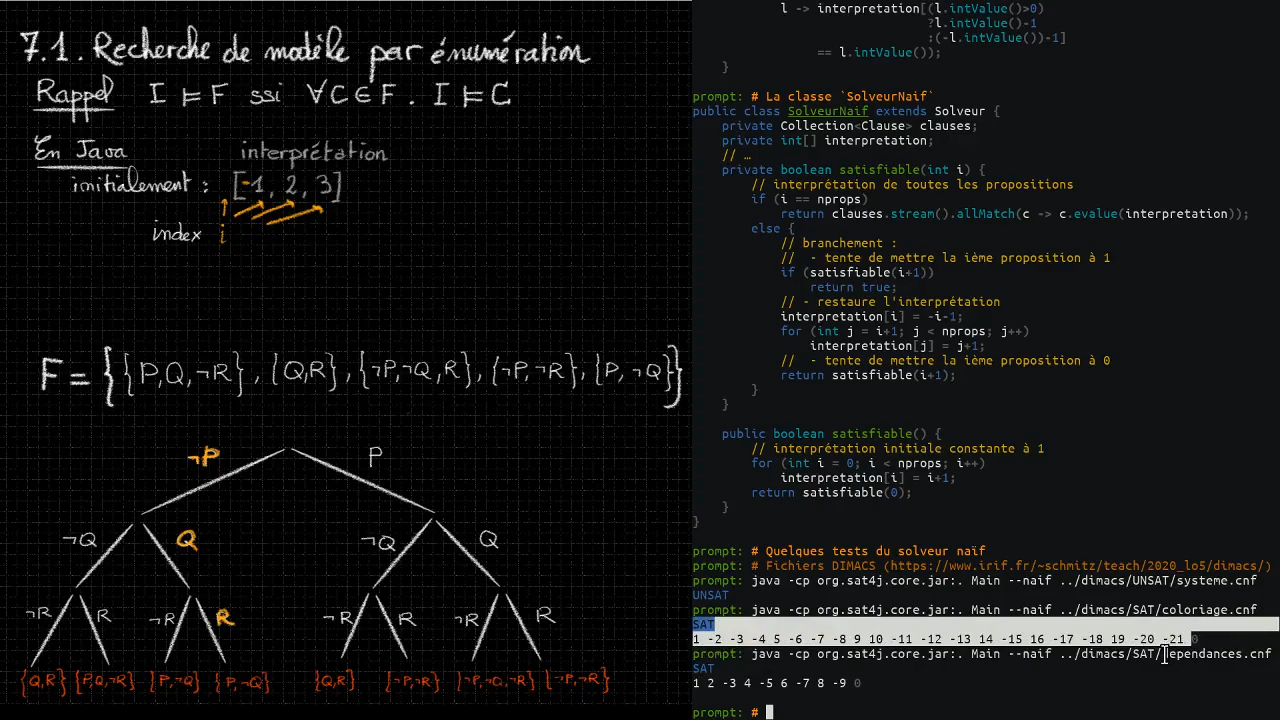 7.1. Recherche de modèle par énumération
Rappel I ⊨ F ssi ∀C ∈ F. I ⊨ C
En Java interprétation
initialement : [-1, 2, 3]
index i
F = {{P,Q,¬R}, {Q,R}, {¬P,¬Q,R}, {¬P,¬R}, {P,¬Q}}
¬P P
¬Q Q ¬Q Q
¬R R ¬R R ¬R R ¬R R
{Q,R} {P,Q,¬R} {P,¬Q} {P,¬Q} {Q,R} {¬P,¬R} {¬P,¬Q,R} {¬P,¬R}
l -> interpretation[(l.intValue()>0)
?l.intValue()-1
:(-l.intValue())-1]
== l.intValue());
}
prompt: # La classe `SolveurNaif`
public class SolveurNaif extends Solveur {
private Collection<Clause> clauses;
private int[] interpretation;
// …
private boolean satisfiable(int i) {
// interprétation de toutes les propositions
if (i == nprops)
return clauses.stream().allMatch(c -> c.evalue(interpretation));
else {
// branchement :
// - tente de mettre la ième proposition à 1
if (satisfiable(i+1))
return true;
// - restaure l'interprétation
interpretation[i] = -i-1;
for (int j = i+1; j < nprops; j++)
interpretation[j] = j+1;
// - tente de mettre la ième proposition à 0
return satisfiable(i+1);
}
}
public boolean satisfiable() {
// interprétation initiale constante à 1
for (int i = 0; i < nprops; i++)
interpretation[i] = i+1;
return satisfiable(0);
}
}
prompt: # Quelques tests du solveur naïf
prompt: # Fichiers DIMACS (https://www.irif.fr/~schmitz/teach/2020_lo5/dimacs/)
prompt: java -cp org.sat4j.core.jar:. Main --naif ../dimacs/UNSAT/systeme.cnf
UNSAT
prompt: java -cp org.sat4j.core.jar:. Main --naif ../dimacs/SAT/coloriage.cnf
SAT
1 -2 -3 -4 5 -6 -7 -8 9 10 -11 -12 -13 14 -15 16 -17 -18 19 -20 -21 0
prompt: java -cp org.sat4j.core.jar:. Main --naif ../dimacs/SAT/dependances.cnf
SAT
1 2 -3 4 -5 6 -7 8 -9 0
prompt: #